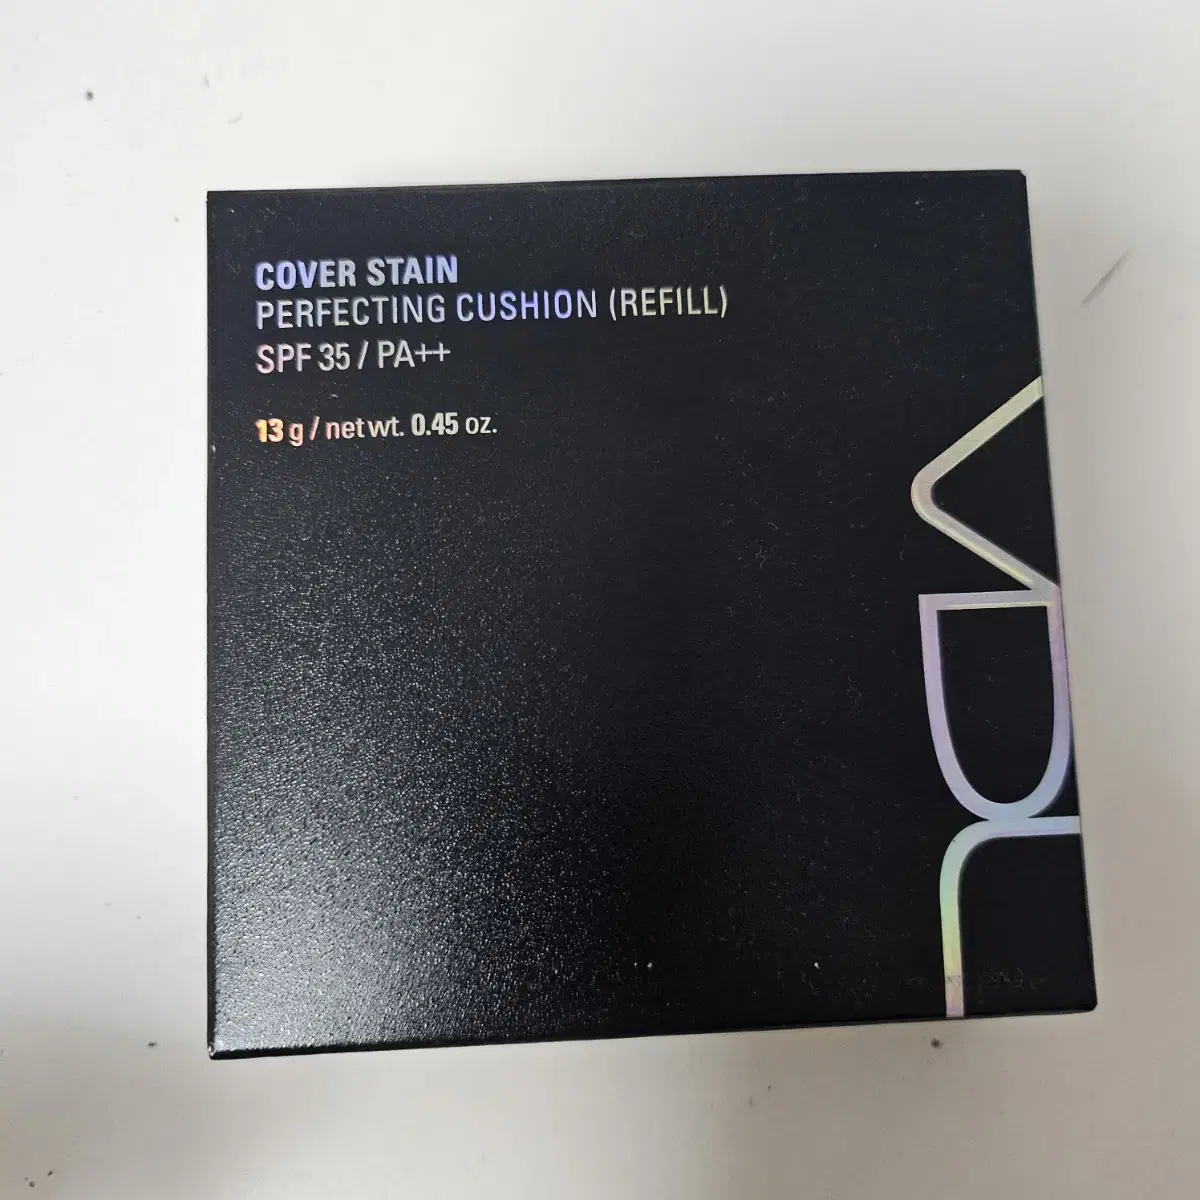 COVER STAIN
PERFECTING CUSHION (REFILL)
SPF 35 / PA++
13 g / net wt. 0.45 oz.
VDL